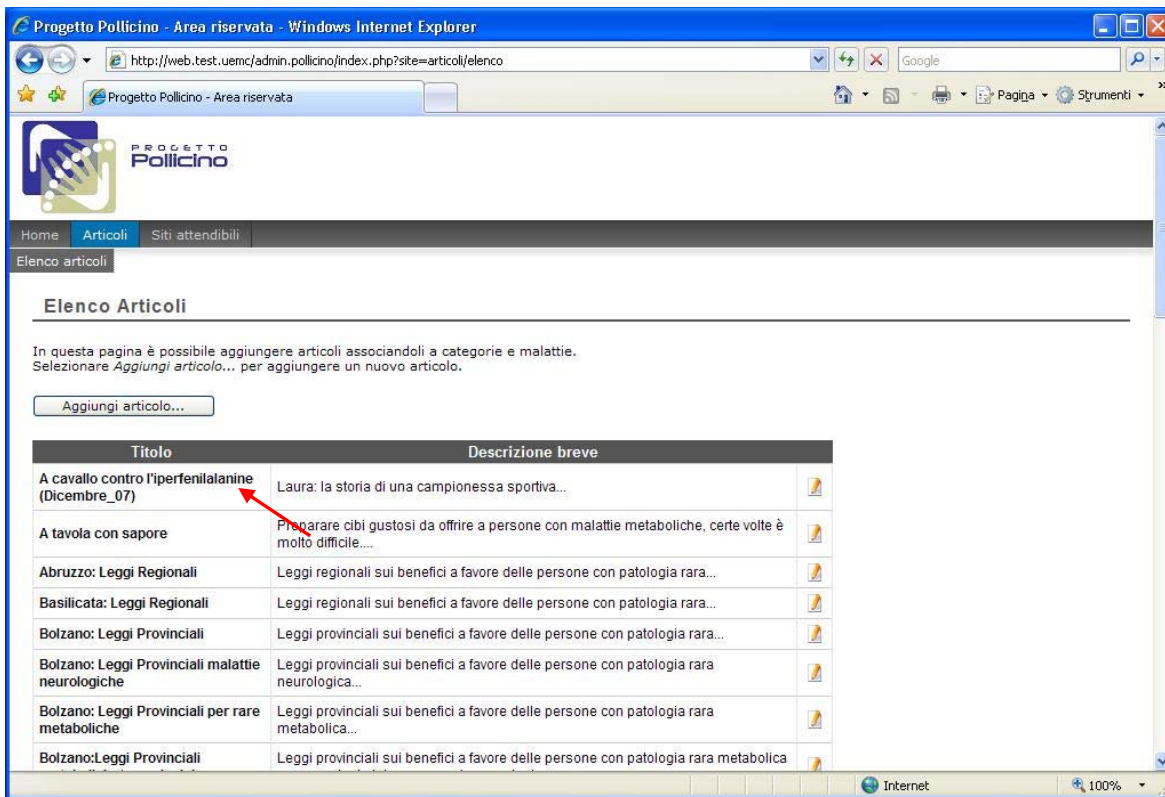 Progetto Pollicino - Area riservata - Windows Internet Explorer
http://web.test.uemc/admin.pollicino/index.php?site=articoli/elenco
Google
Progetto Pollicino - Area riservata
Pagina
Strumenti
PROGETTO
Pollicino
Home Articoli Siti attendibili
Elenco articoli
Elenco Articoli
In questa pagina è possibile aggiungere articoli associandoli a categorie e malattie.
Selezionare Aggiungi articolo... per aggiungere un nuovo articolo.
Aggiungi articolo...
Titolo Descrizione breve
A cavallo contro l'iperfenilalanine
(Dicembre_07)
Laura: la storia di una campionessa sportiva...
A tavola con sapore
Preparare cibi gustosi da offrire a persone con malattie metaboliche, certe volte è
molto difficile....
Abruzzo: Leggi Regionali
Leggi regionali sui benefici a favore delle persone con patologia rara...
Basilicata: Leggi Regionali
Leggi regionali sui benefici a favore delle persone con patologia rara...
Bolzano: Leggi Provinciali
Leggi provinciali sui benefici a favore delle persone con patologia rara...
Bolzano: Leggi Provinciali malattie
neurologiche
Leggi provinciali sui benefici a favore delle persone con patologia rara
neurologica...
Bolzano: Leggi Provinciali per rare
metaboliche
Leggi provinciali sui benefici a favore delle persone con patologia rara
metabolica...
Bolzano:Leggi Provinciali
Leggi provinciali sui benefici a favore delle persone con patologia rara metabolica
Internet
100%